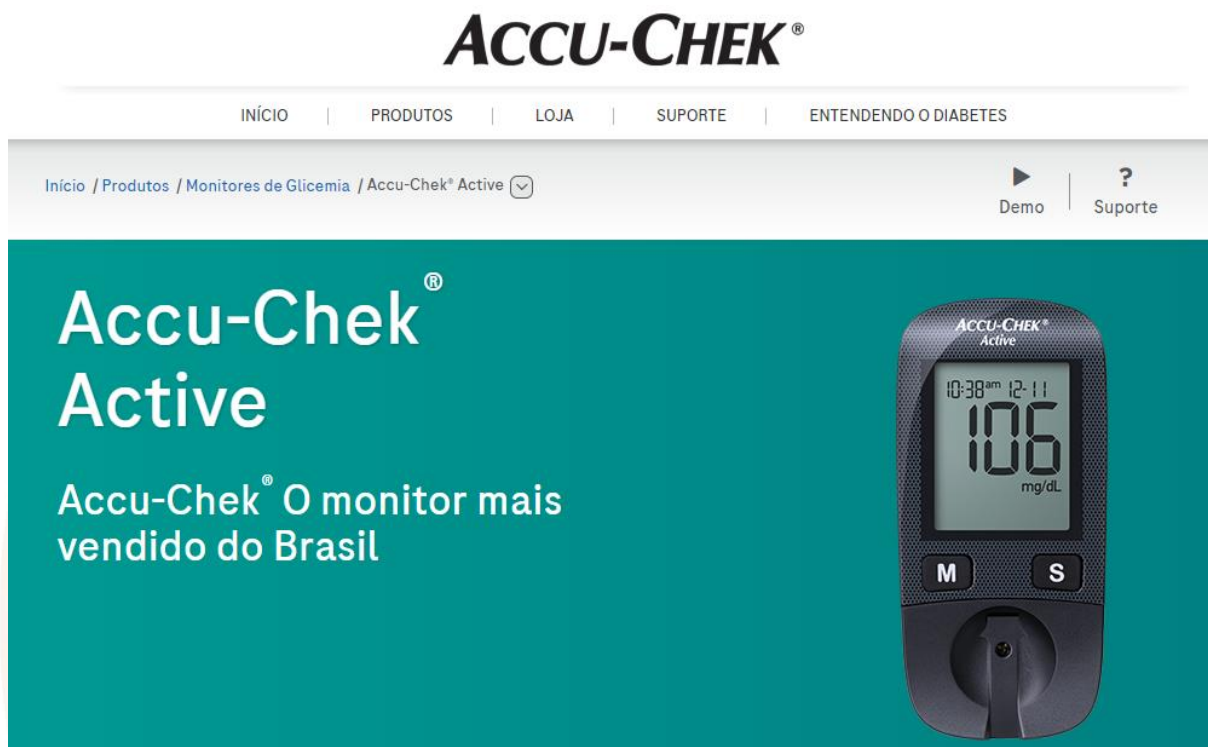 ACCU-CHEK®
INÍCIO | PRODUTOS | LOJA | SUPORTE | ENTENDENDO O DIABETES
Início / Produtos / Monitores de Glicemia / Accu-Chek® Active
? 
Demo | Suporte
Accu-Chek®
Active
Accu-Chek® O monitor mais
vendido do Brasil
ACCU-CHEK®
Active
10:38am 12-11
106
mg/dL
M S